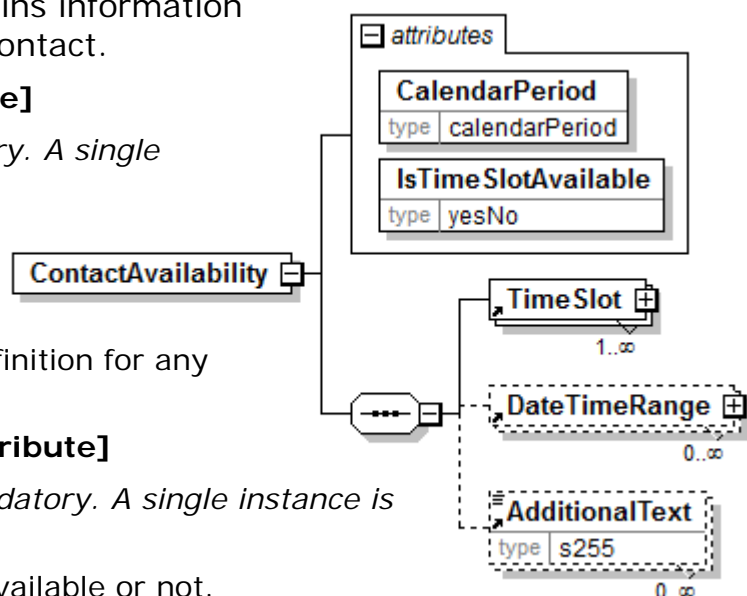 ins information
ontact.
e]
ry. A single
finition for any
ribute]
datory. A single instance is
vailable or not.
attributes
CalendarPeriod
type calendarPeriod
IsTimeSlotAvailable
type yesNo
ContactAvailability
TimeSlot
1..∞
DateTimeRange
0..∞
AdditionalText
type s255
0..∞